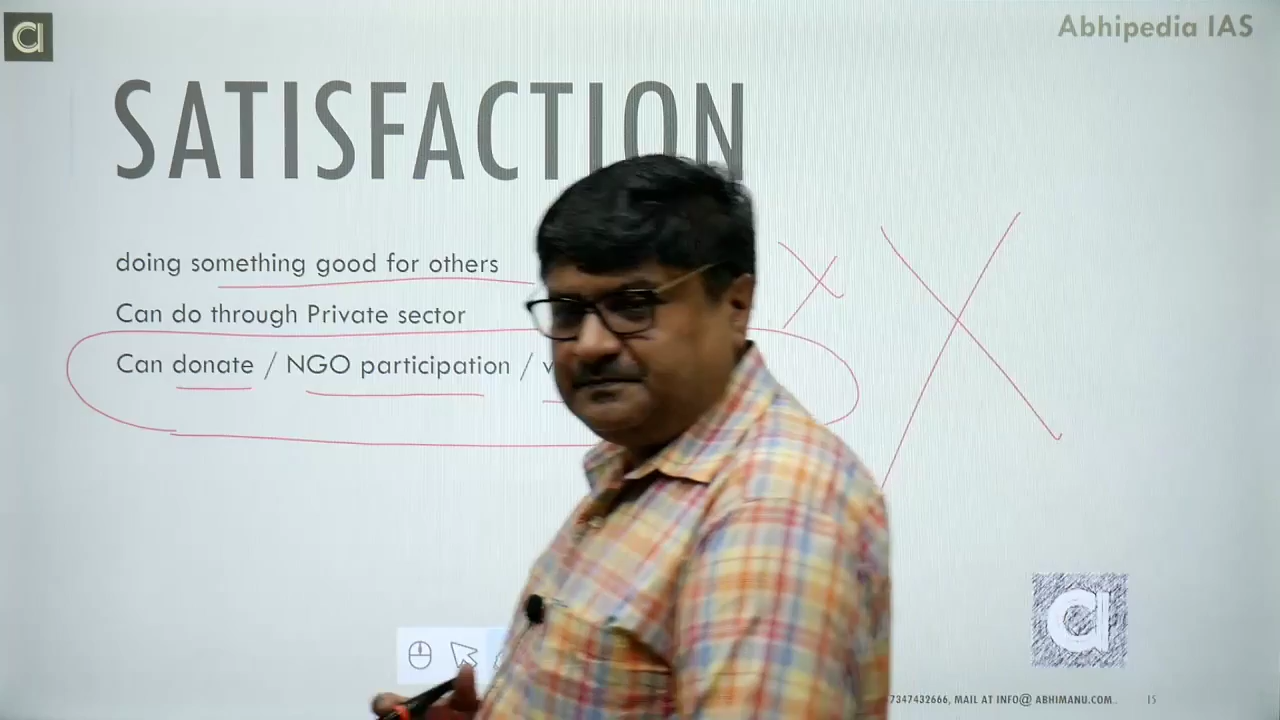 Abhipedia IAS
SATISFACTION
doing something good for others
Can do through Private sector
Can donate / NGO participation /
7347432666, MAIL AT INFO@ ABHIMANU.COM . 15